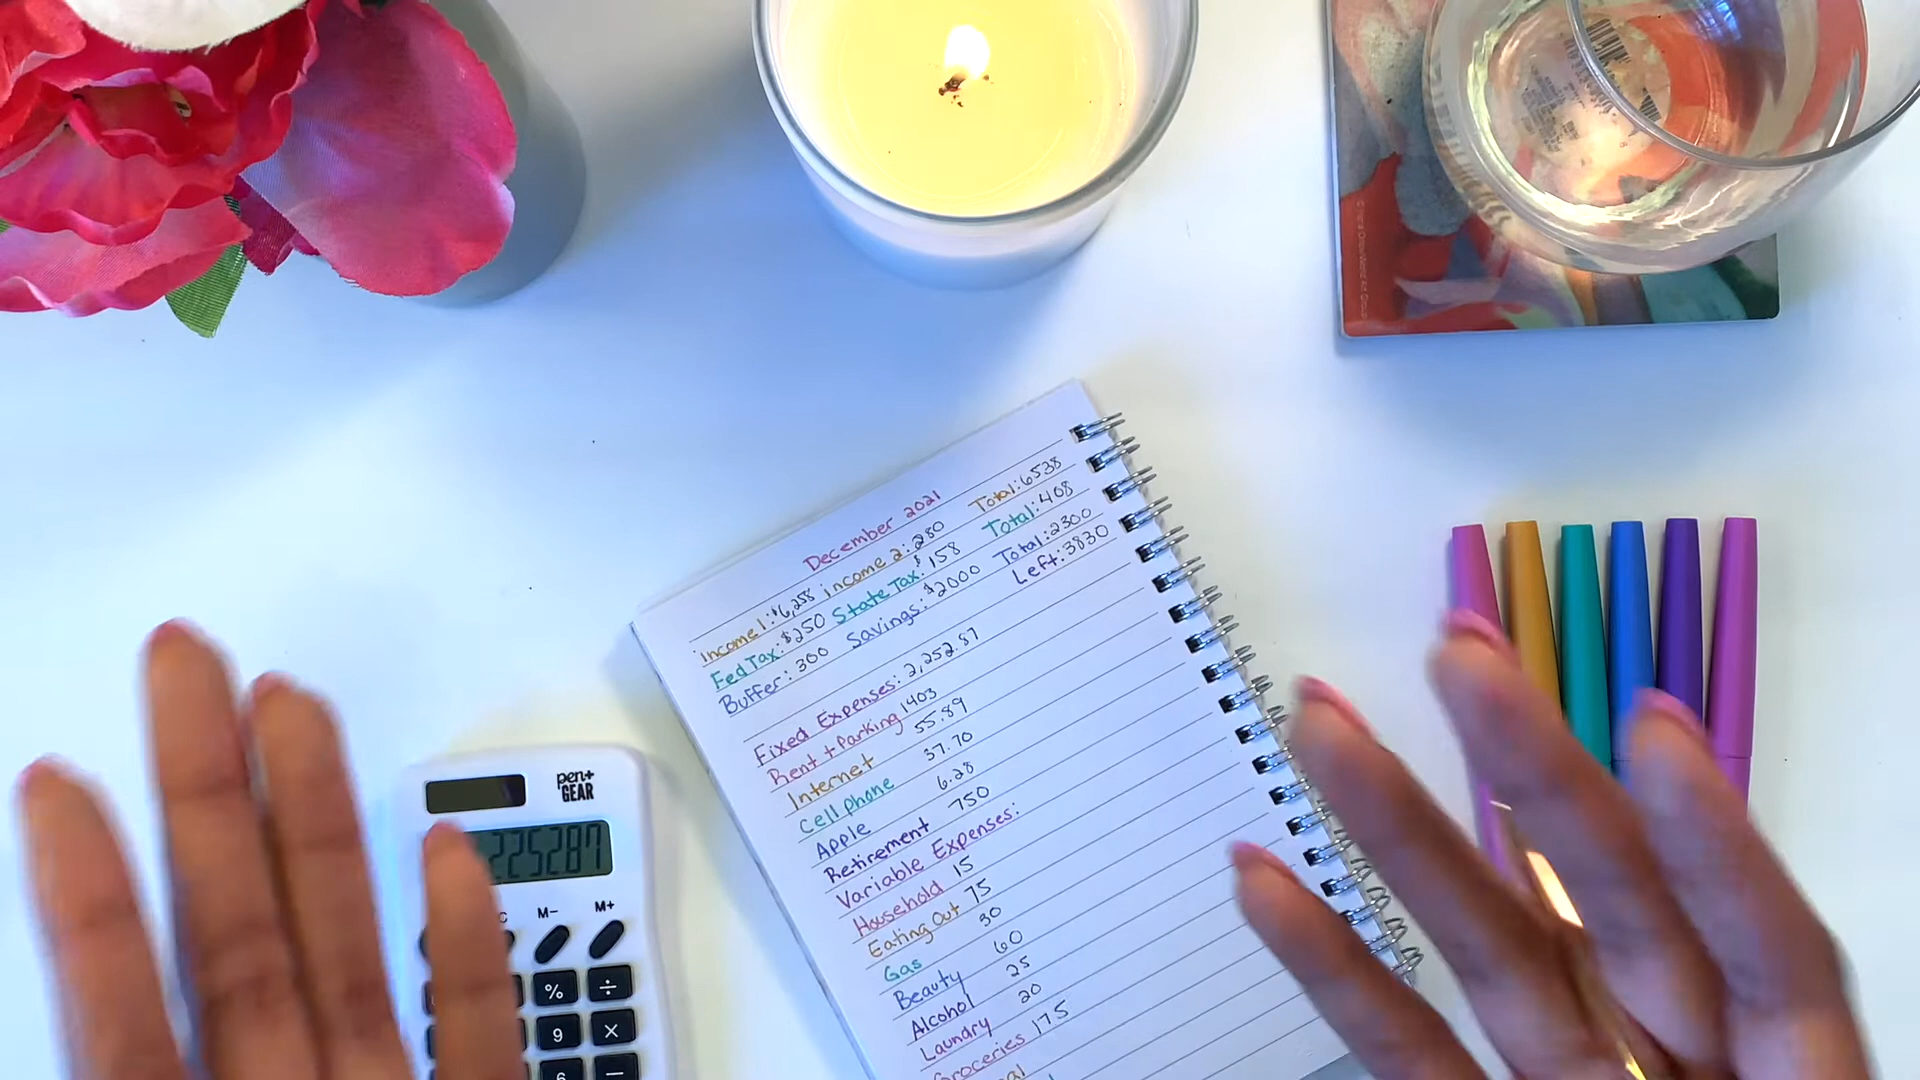 December 2021
income 1: $6,258 income 2: 280 Total: 6538
Fed Tax: $250 State Tax: $158 Total: 408
Buffer: 300 Savings: $2000 Total: 2300
Left: 3830
Fixed Expenses: 2,252.87
Rent + Parking 1403
Internet 55.89
Cell phone 37.70
Apple 6.28
Retirement 750
Variable Expenses:
Household 15
Eating Out 75
Gas 30
Beauty 60
Alcohol 25
Laundry 20
Groceries 175
pen+
GEAR
225287
M- M+
% ÷
9 ×
6 −